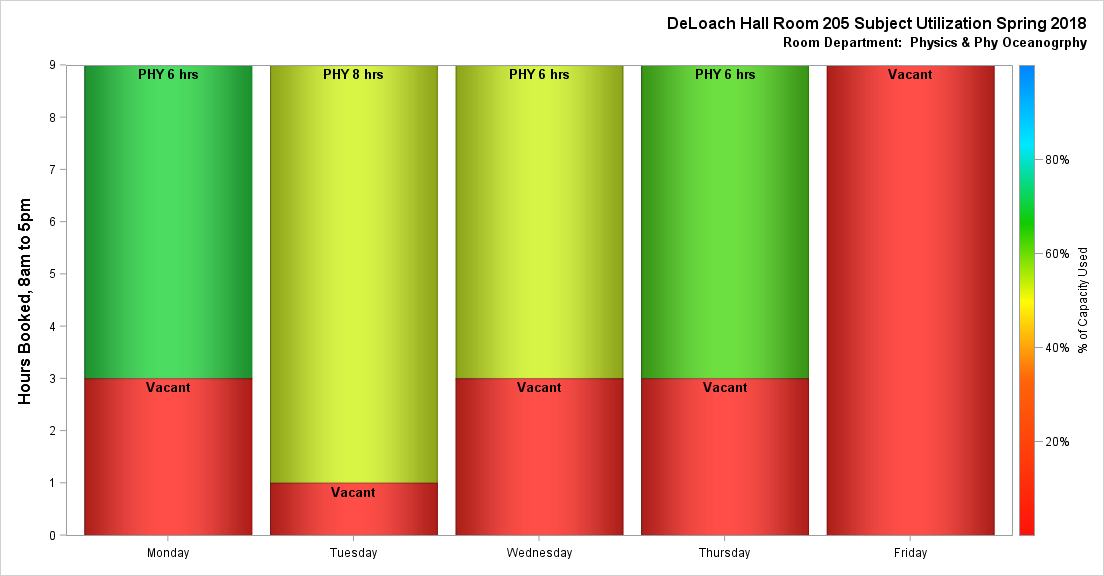 DeLoach Hall Room 205 Subject Utilization Spring 2018
Room Department: Physics & Phy Oceanogrphy
Hours Booked, 8am to 5pm
9
8
7
6
5
4
3
2
1
0
PHY 6 hrs
PHY 8 hrs
PHY 6 hrs
PHY 6 hrs
Vacant
Vacant
Vacant
Vacant
Vacant
Monday
Tuesday
Wednesday
Thursday
Friday
80%
60%
40%
20%
% of Capacity Used